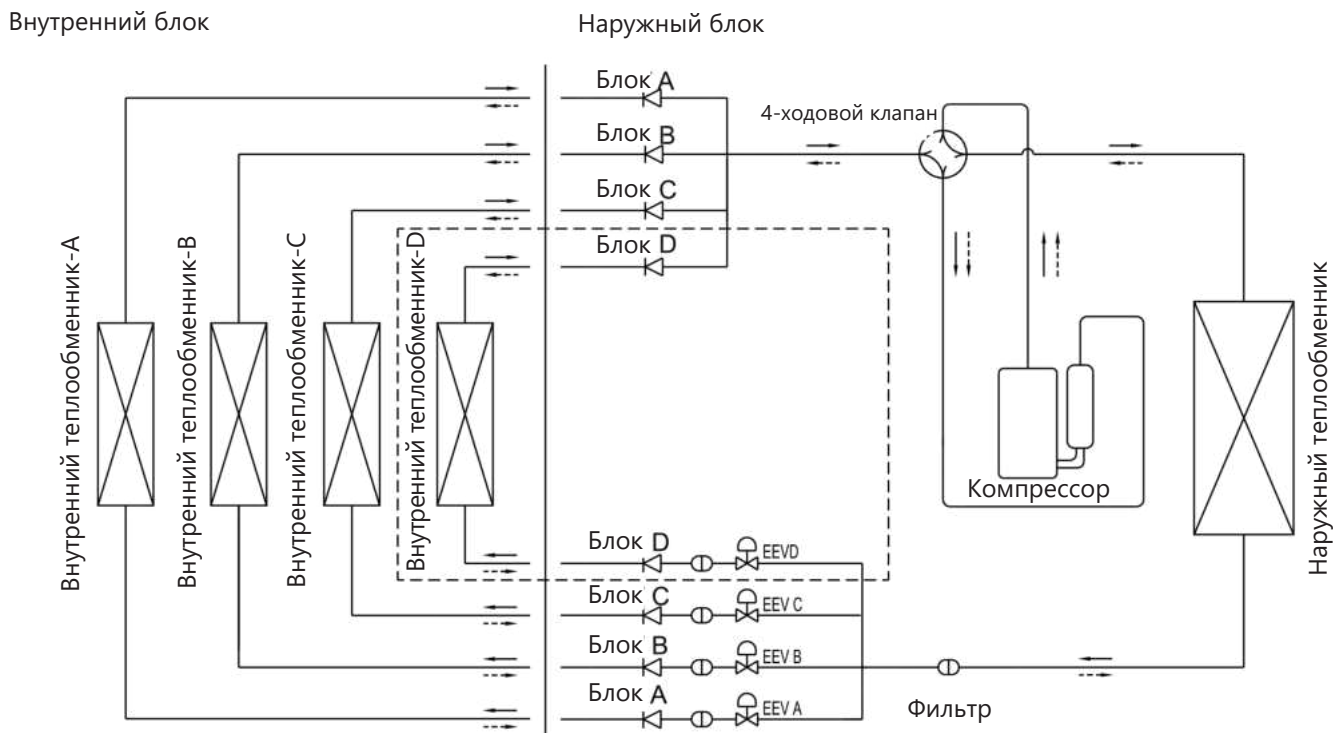 Внутренний блок
Наружный блок
Блок A
4-ходовой клапан
Блок B
Блок C
Блок D
Внутренний теплообменник-A
Внутренний теплообменник-B
Внутренний теплообменник-C
Внутренний теплообменник-D
Компрессор
Наружный теплообменник
Блок D
EEVD
Блок C
EEV C
Блок B
EEV B
Блок A
EEV A
Фильтр